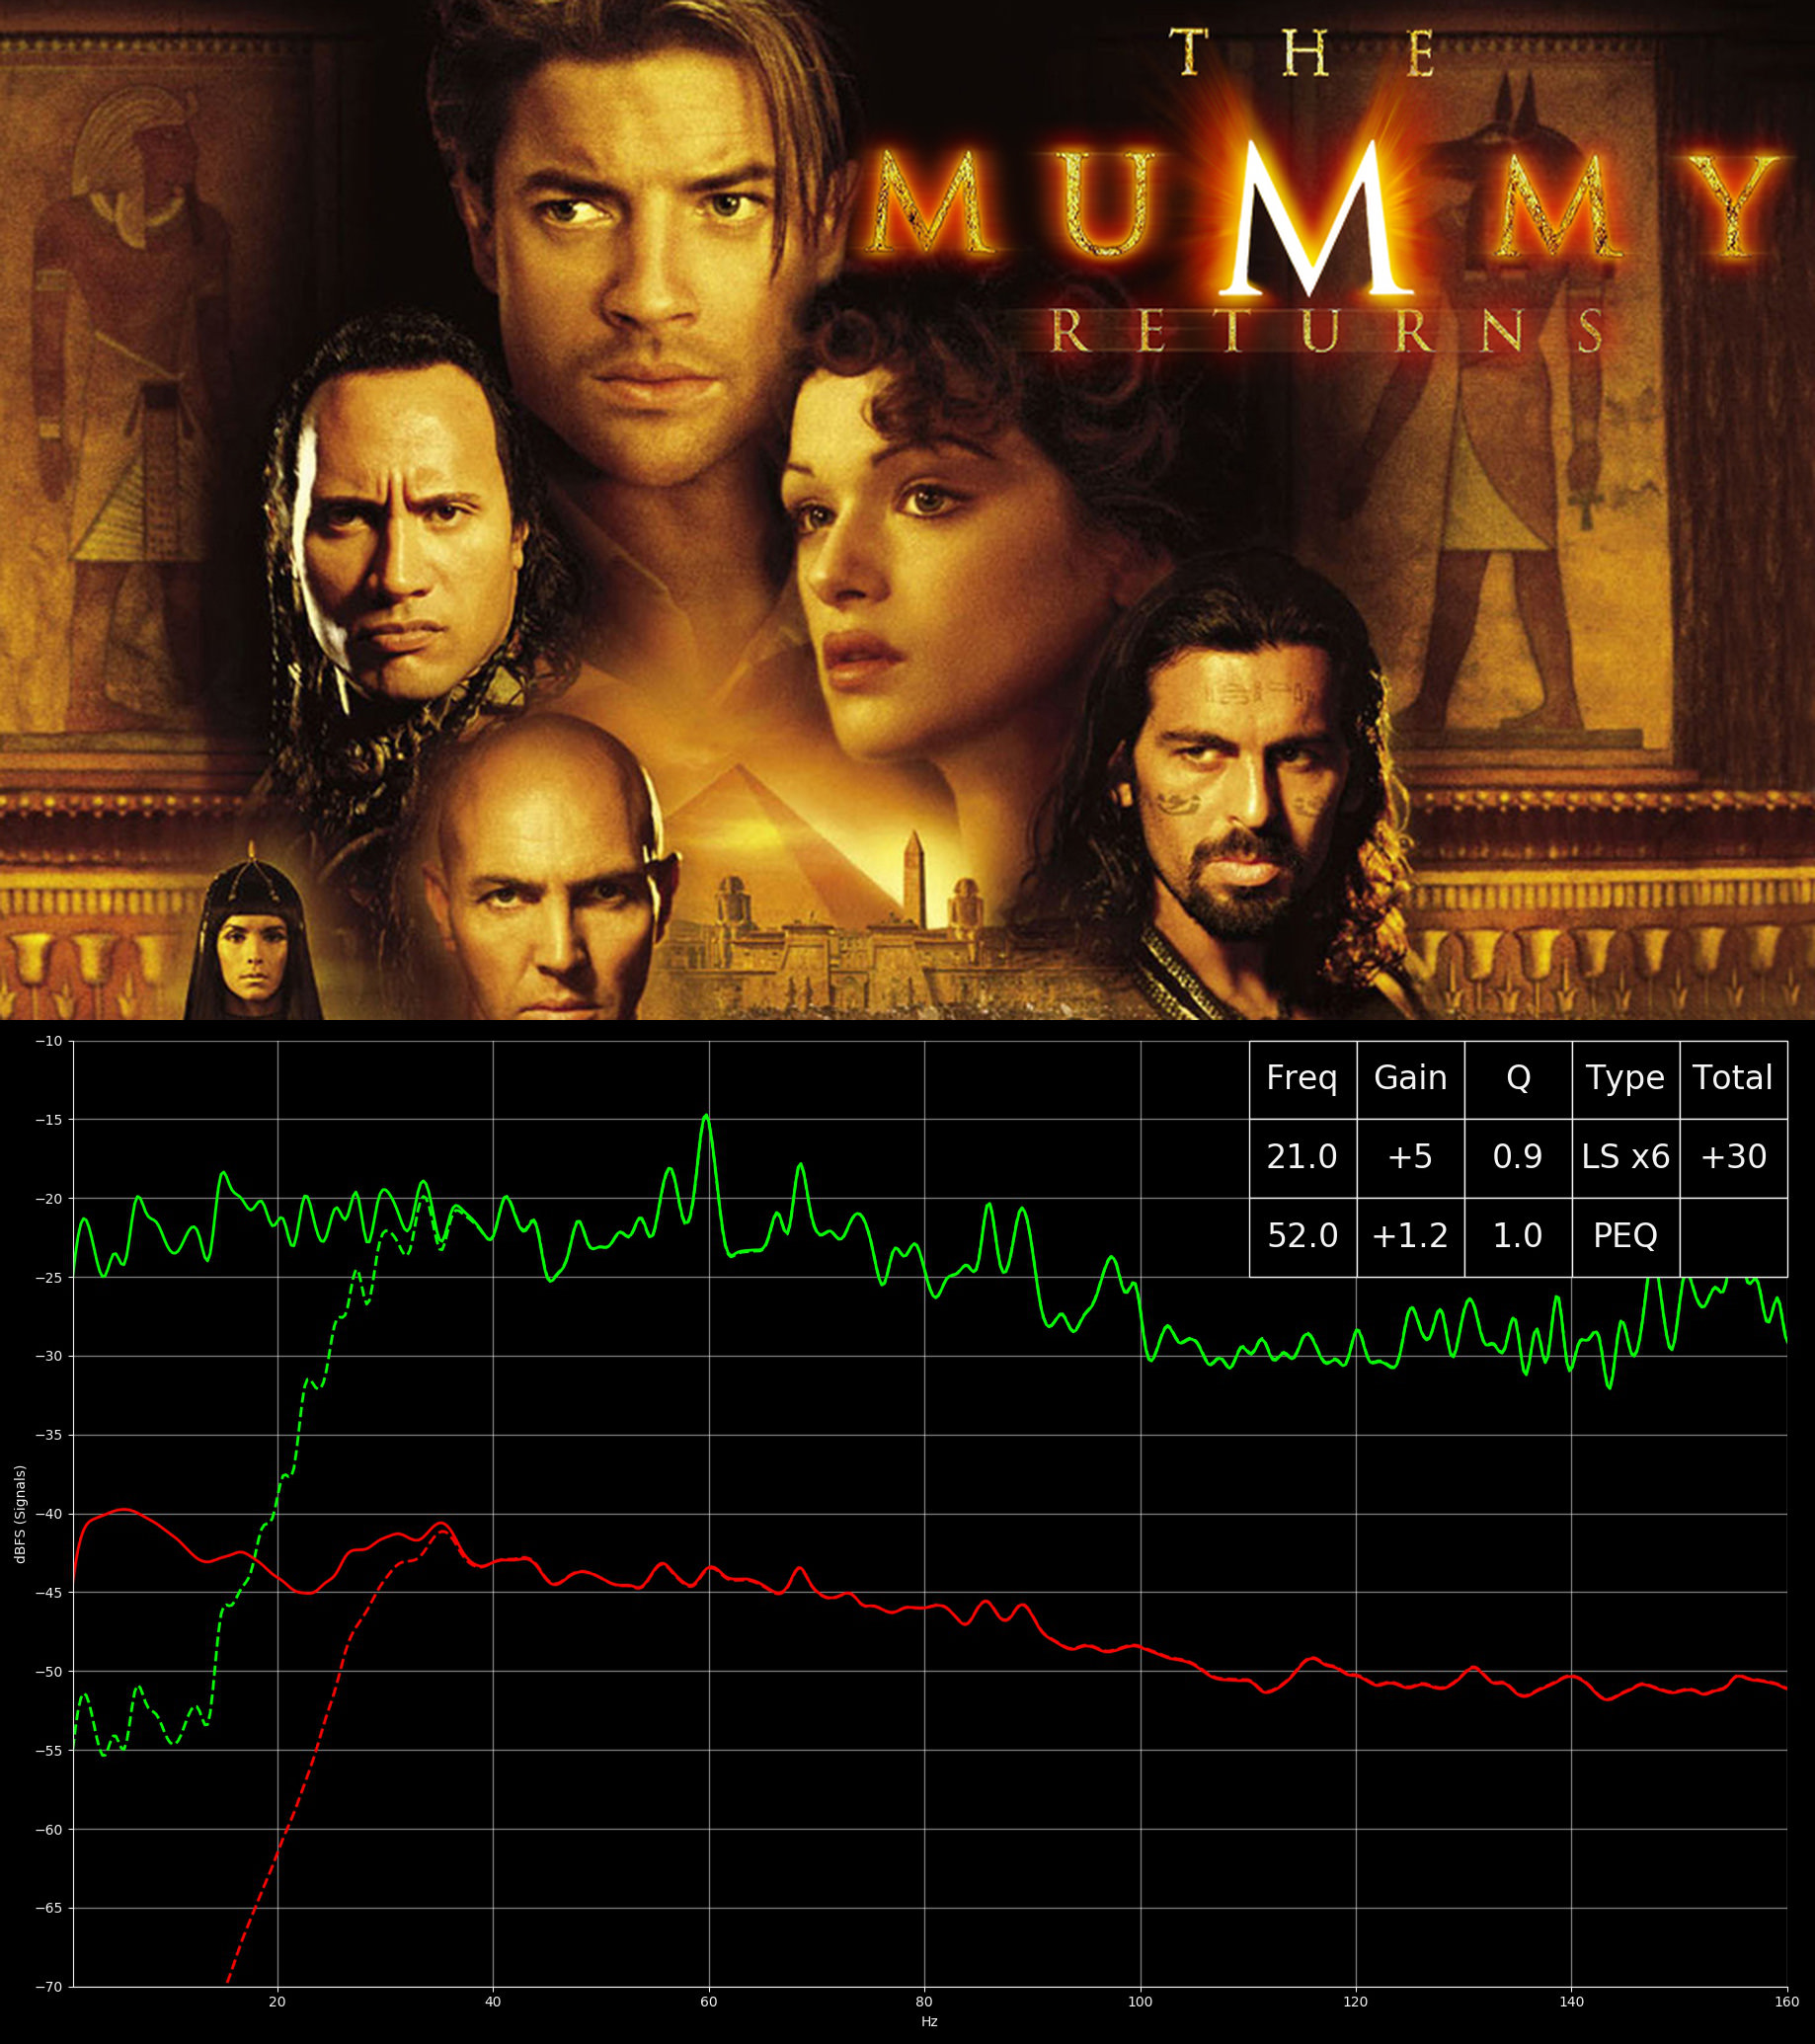 THE
MUMMY
RETURNS
Freq Gain Q Type Total
21.0 +5 0.9 LS x6 +30
52.0 +1.2 1.0 PEQ
−10
−15
−20
−25
−30
−35
−40
−45
−50
−55
−60
−65
−70
dBFS (Signals)
20 40 60 80 100 120 140 160
Hz